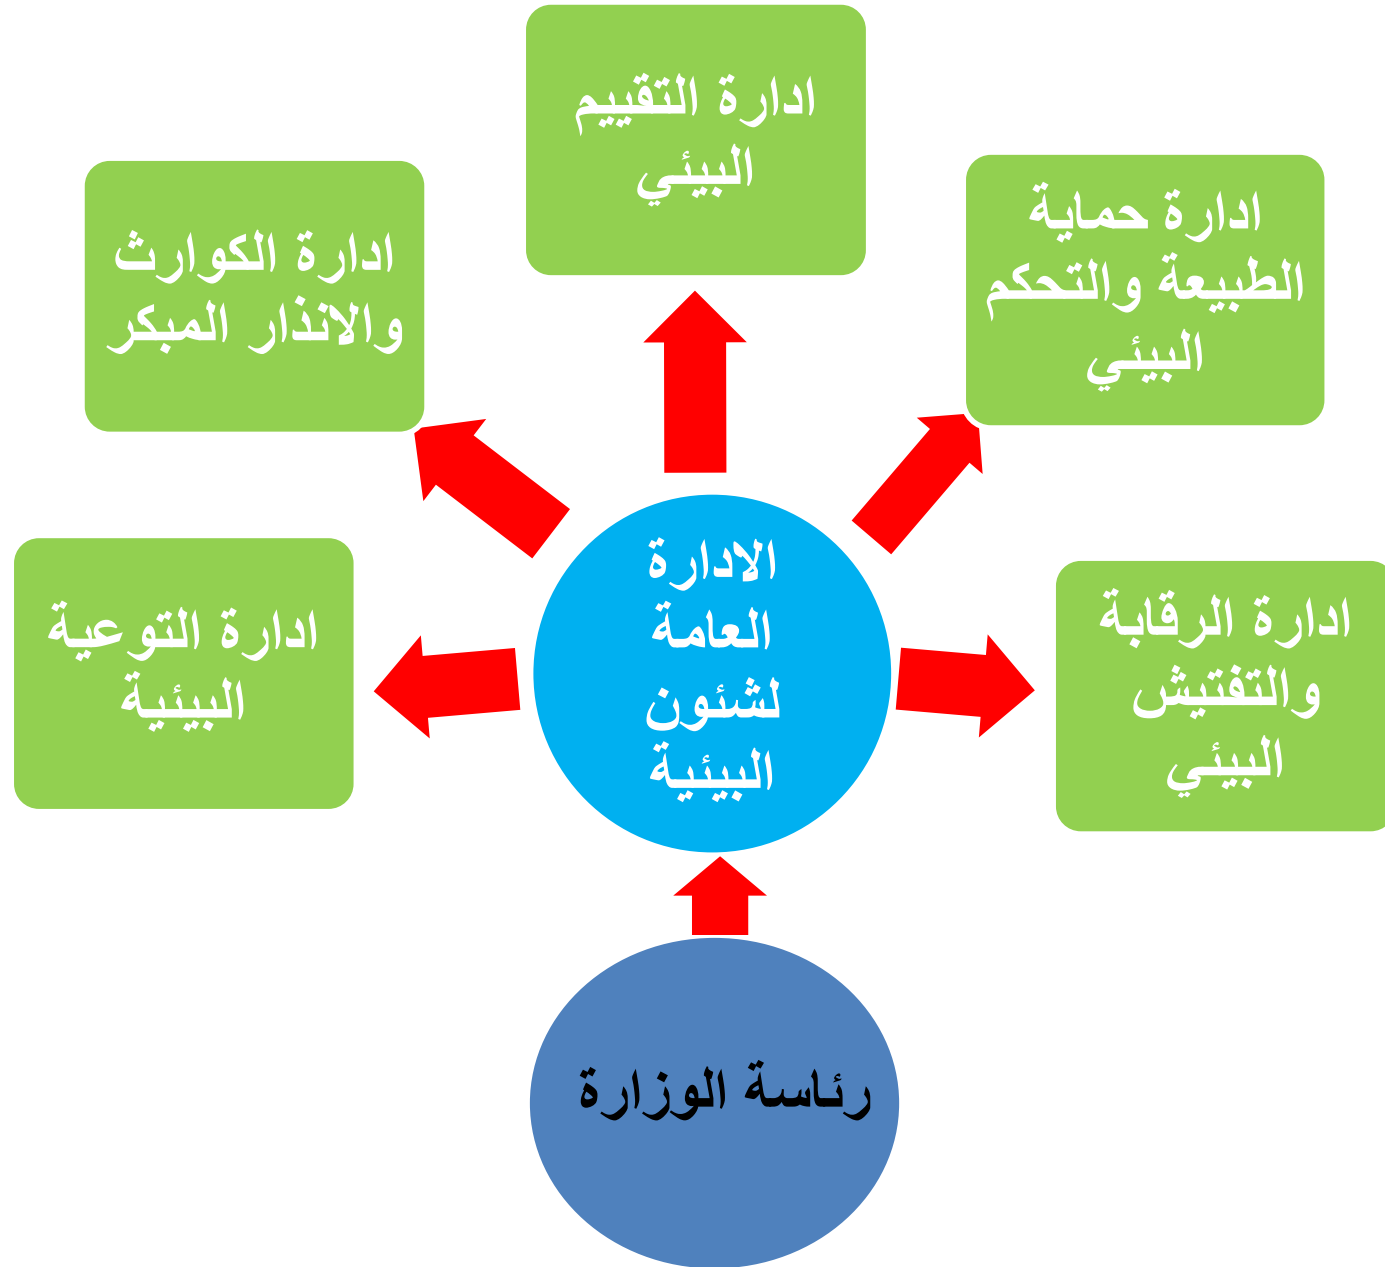 ادارة التقييم
البيئي
ادارة حماية
الطبيعة والتحكم
البيئي
ادارة الكوارث
والانذار المبكر
الادارة
العامة
لشئون
البيئية
ادارة الرقابة
والتفتيش
البيئي
ادارة التوعية
البيئية
رئاسة الوزارة